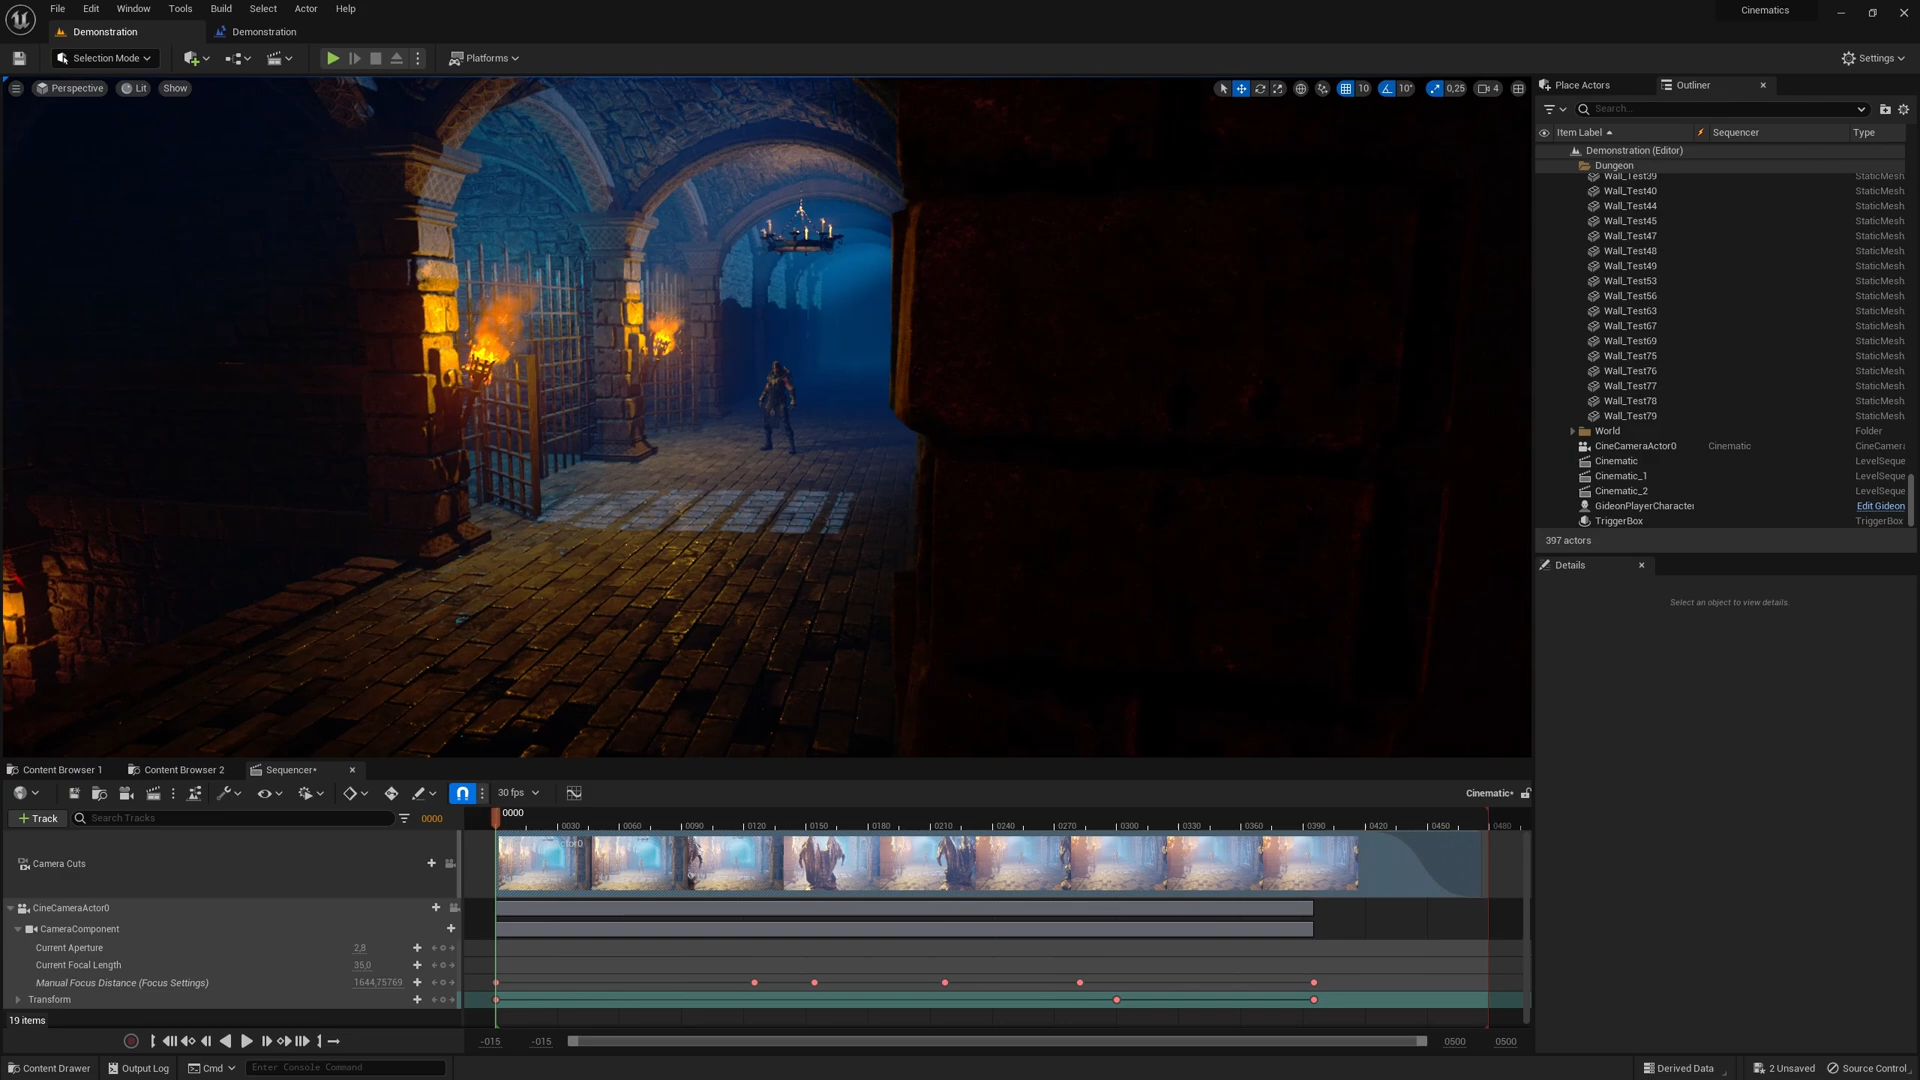 File Edit Window Tools Build Select Actor Help
Cinematics
Demonstration
Demonstration
Selection Mode
Platforms
Settings
Perspective Lit Show
10 10° 0,25 4
Place Actors
Outliner
Search...
Item Label Sequencer Type
Demonstration (Editor)
Dungeon
Wall_Test39 StaticMesh
Wall_Test40 StaticMesh
Wall_Test44 StaticMesh
Wall_Test45 StaticMesh
Wall_Test47 StaticMesh
Wall_Test48 StaticMesh
Wall_Test49 StaticMesh
Wall_Test53 StaticMesh
Wall_Test56 StaticMesh
Wall_Test63 StaticMesh
Wall_Test67 StaticMesh
Wall_Test69 StaticMesh
Wall_Test75 StaticMesh
Wall_Test76 StaticMesh
Wall_Test77 StaticMesh
Wall_Test78 StaticMesh
Wall_Test79 StaticMesh
World Folder
CineCameraActor0 Cinematic CineCamera
Cinematic LevelSeque
Cinematic_1 LevelSeque
Cinematic_2 LevelSeque
GideonPlayerCharacter Edit Gideon
TriggerBox TriggerBox
397 actors
Details
Select an object to view details.
Content Browser 1
Content Browser 2
Sequencer*
30 fps
Cinematic*
Track
Search Tracks
0000
0000
0030 0060 0090 0120 0150 0180 0210 0240 0270 0300 0330 0360 0390 0420 0450 0480
Camera Cuts
CineCameraActor0
CameraComponent
Current Aperture 2,8
Current Focal Length 35,0
Manual Focus Distance (Focus Settings) 1644,75769
Transform
19 items
-015 -015 0500 0500
Content Drawer Output Log Cmd Enter Console Command
Derived Data 2 Unsaved Source Control